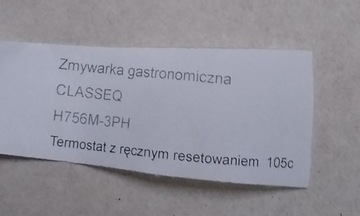 Zmywarka gastronomiczna
CLASSEQ
H756M-3PH
Termostat z ręcznym resetowaniem 105c